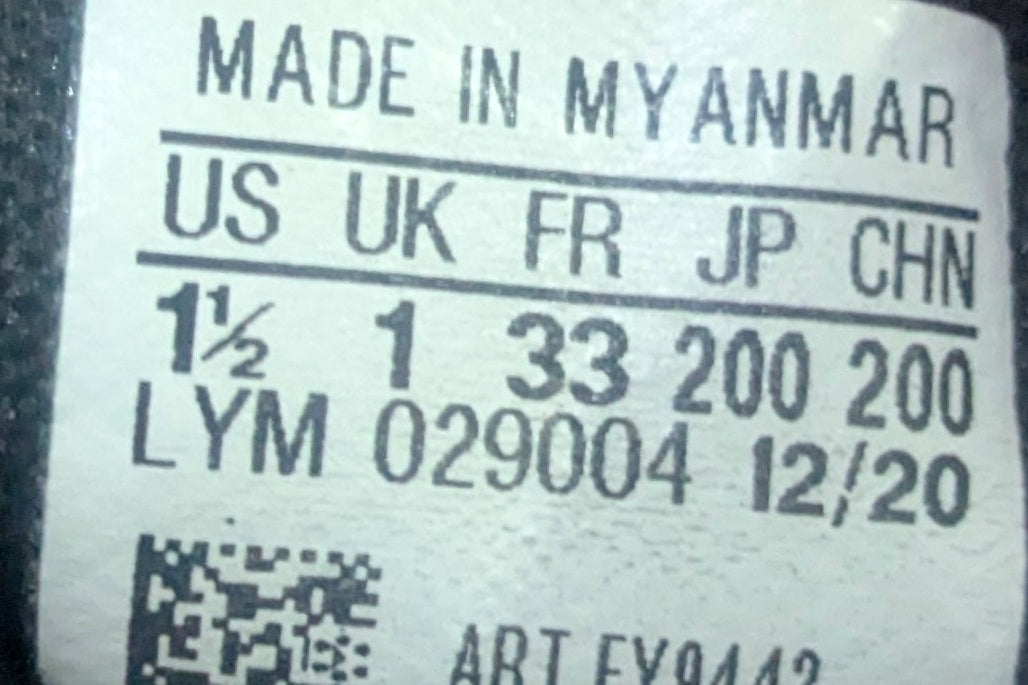 MADE IN MYANMAR
US UK FR JP CHN
1½ 1 33 200 200
LYM 029004 12/20
ART